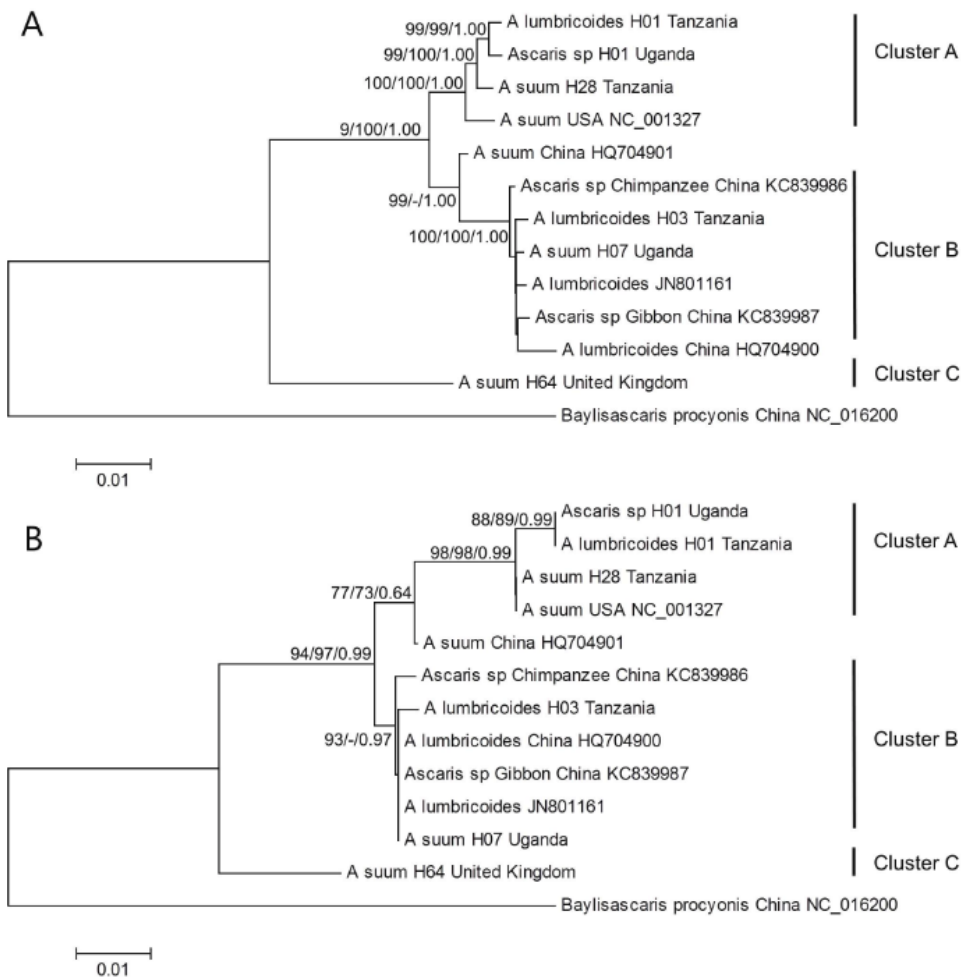 A
99/99/1.00
A lumbricoides H01 Tanzania
Ascaris sp H01 Uganda
99/100/1.00
A suum H28 Tanzania
100/100/1.00
A suum USA NC_001327
Cluster A
9/100/1.00
A suum China HQ704901
99/-/1.00
Ascaris sp Chimpanzee China KC839986
A lumbricoides H03 Tanzania
100/100/1.00
A suum H07 Uganda
A lumbricoides JN801161
Ascaris sp Gibbon China KC839987
A lumbricoides China HQ704900
Cluster B
A suum H64 United Kingdom
Cluster C
Baylisascaris procyonis China NC_016200
0.01
B
88/89/0.99
Ascaris sp H01 Uganda
A lumbricoides H01 Tanzania
98/98/0.99
A suum H28 Tanzania
A suum USA NC_001327
Cluster A
77/73/0.64
A suum China HQ704901
94/97/0.99
Ascaris sp Chimpanzee China KC839986
A lumbricoides H03 Tanzania
93/-/0.97
A lumbricoides China HQ704900
Ascaris sp Gibbon China KC839987
A lumbricoides JN801161
A suum H07 Uganda
Cluster B
A suum H64 United Kingdom
Cluster C
Baylisascaris procyonis China NC_016200
0.01